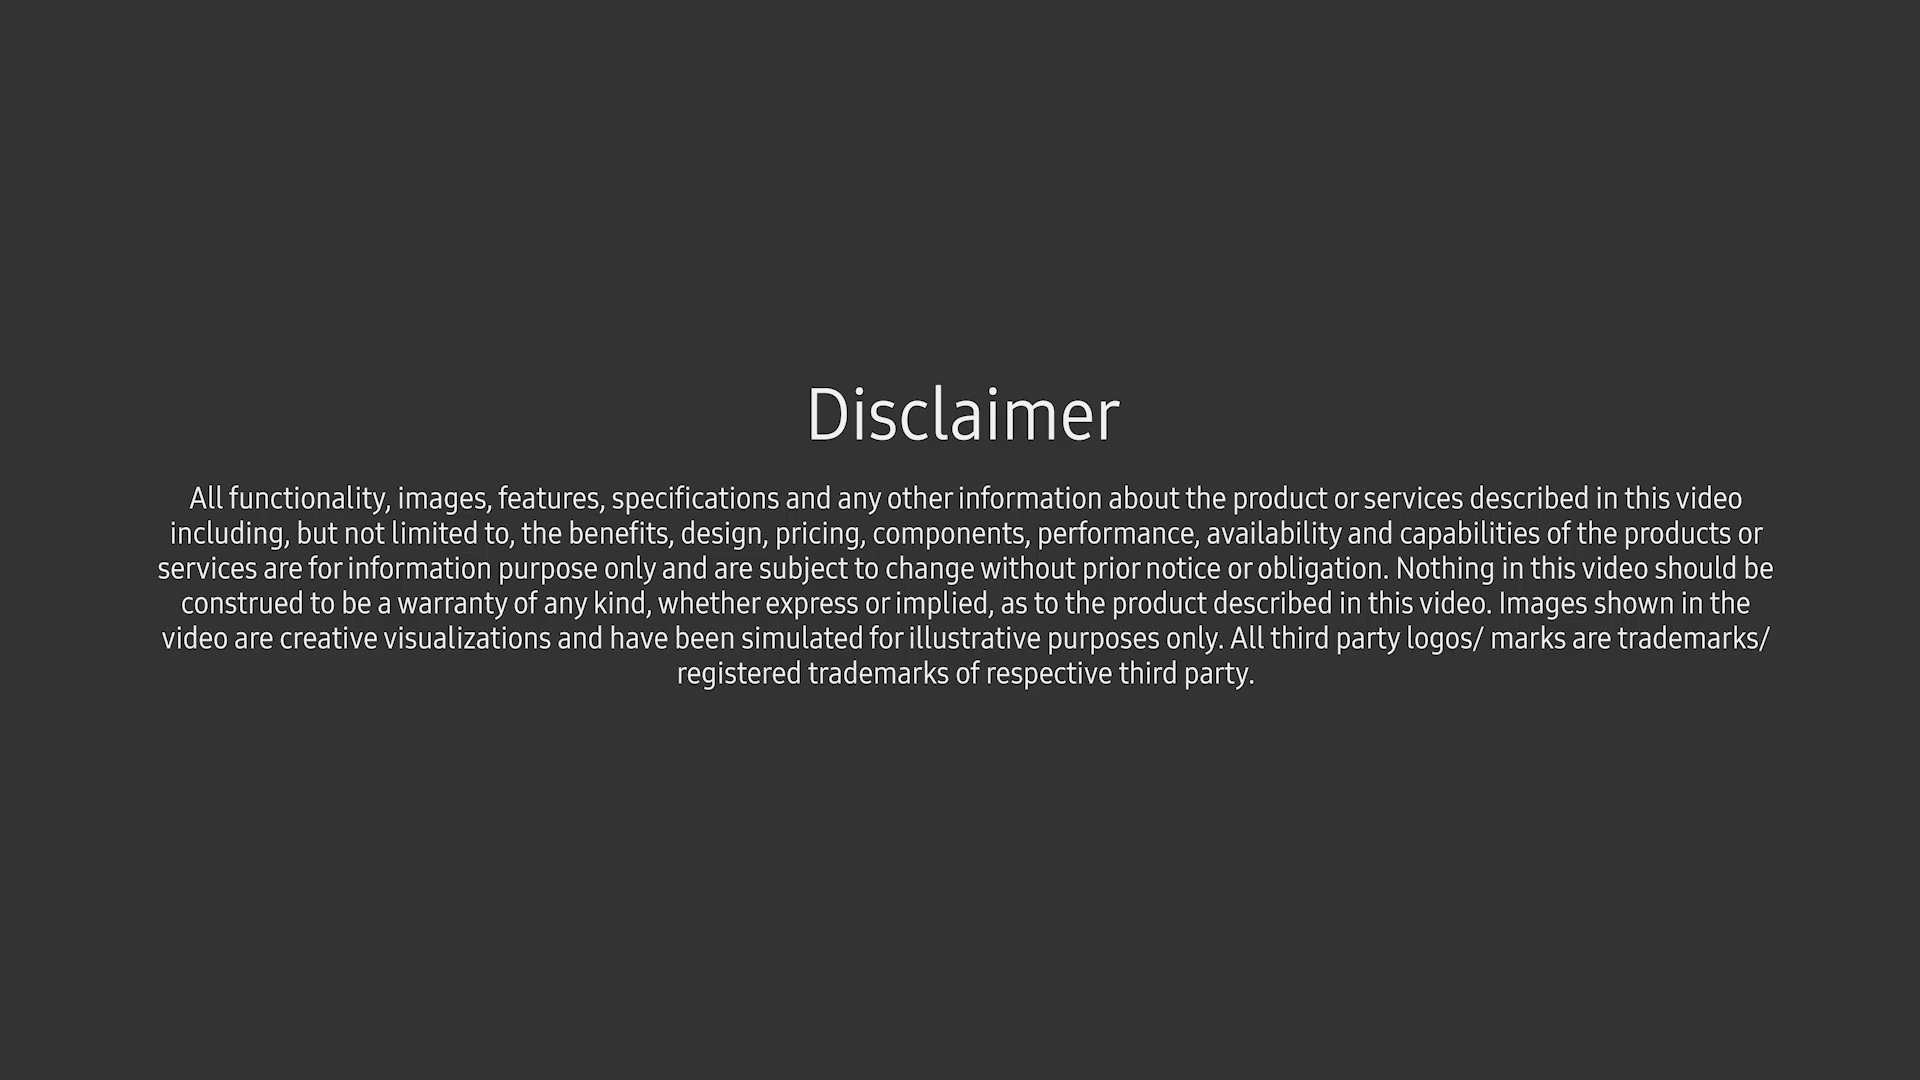 Disclaimer
All functionality, images, features, specifications and any other information about the product or services described in this video
including, but not limited to, the benefits, design, pricing, components, performance, availability and capabilities of the products or
services are for information purpose only and are subject to change without prior notice or obligation. Nothing in this video should be
construed to be a warranty of any kind, whether express or implied, as to the product described in this video. Images shown in the
video are creative visualizations and have been simulated for illustrative purposes only. All third party logos/ marks are trademarks/
registered trademarks of respective third party.